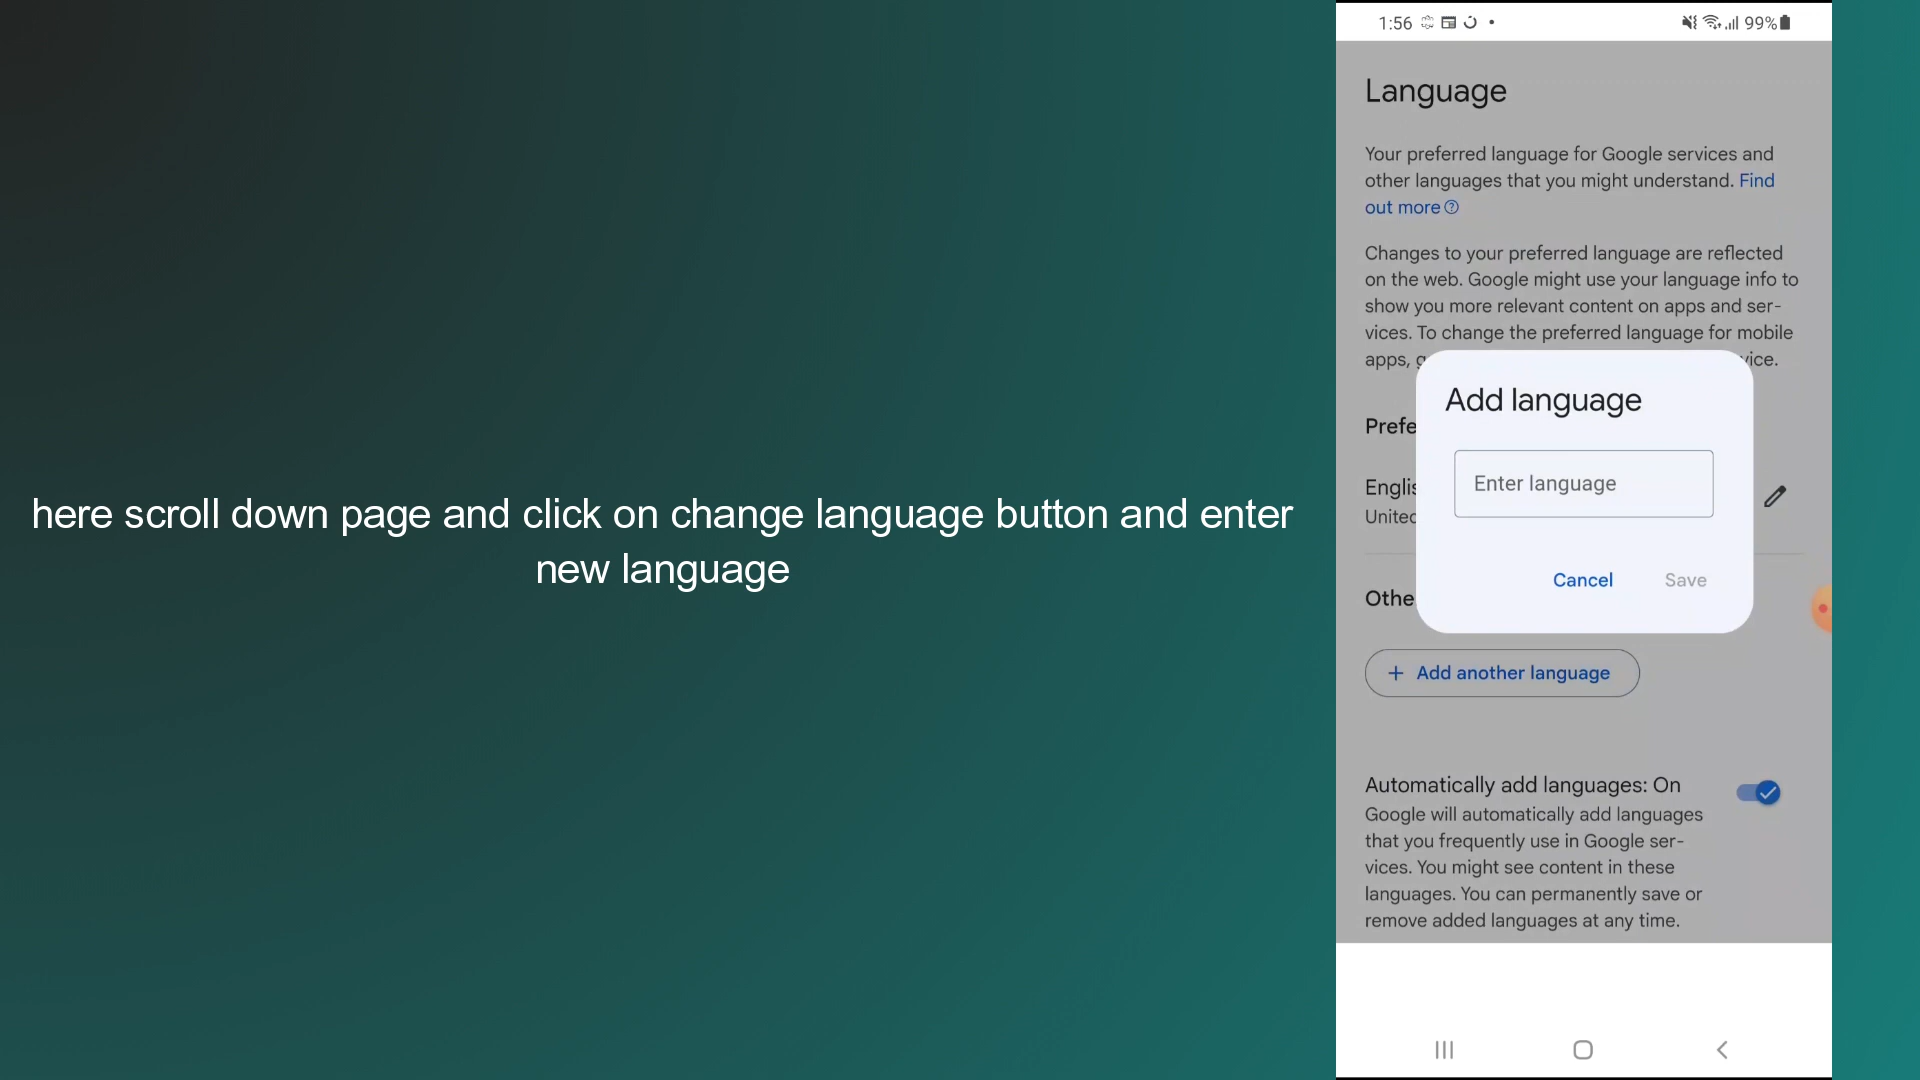 here scroll down page and click on change language button and enter
new language
1:56
99%
Language
Your preferred language for Google services and
other languages that you might understand. Find
out more
Changes to your preferred language are reflected
on the web. Google might use your language info to
show you more relevant content on apps and ser-
vices. To change the preferred language for mobile
apps, g
vice.
Add language
Prefe
Enter language
Englis
United
Cancel Save
Othe
+ Add another language
Automatically add languages: On
Google will automatically add languages
that you frequently use in Google ser-
vices. You might see content in these
languages. You can permanently save or
remove added languages at any time.